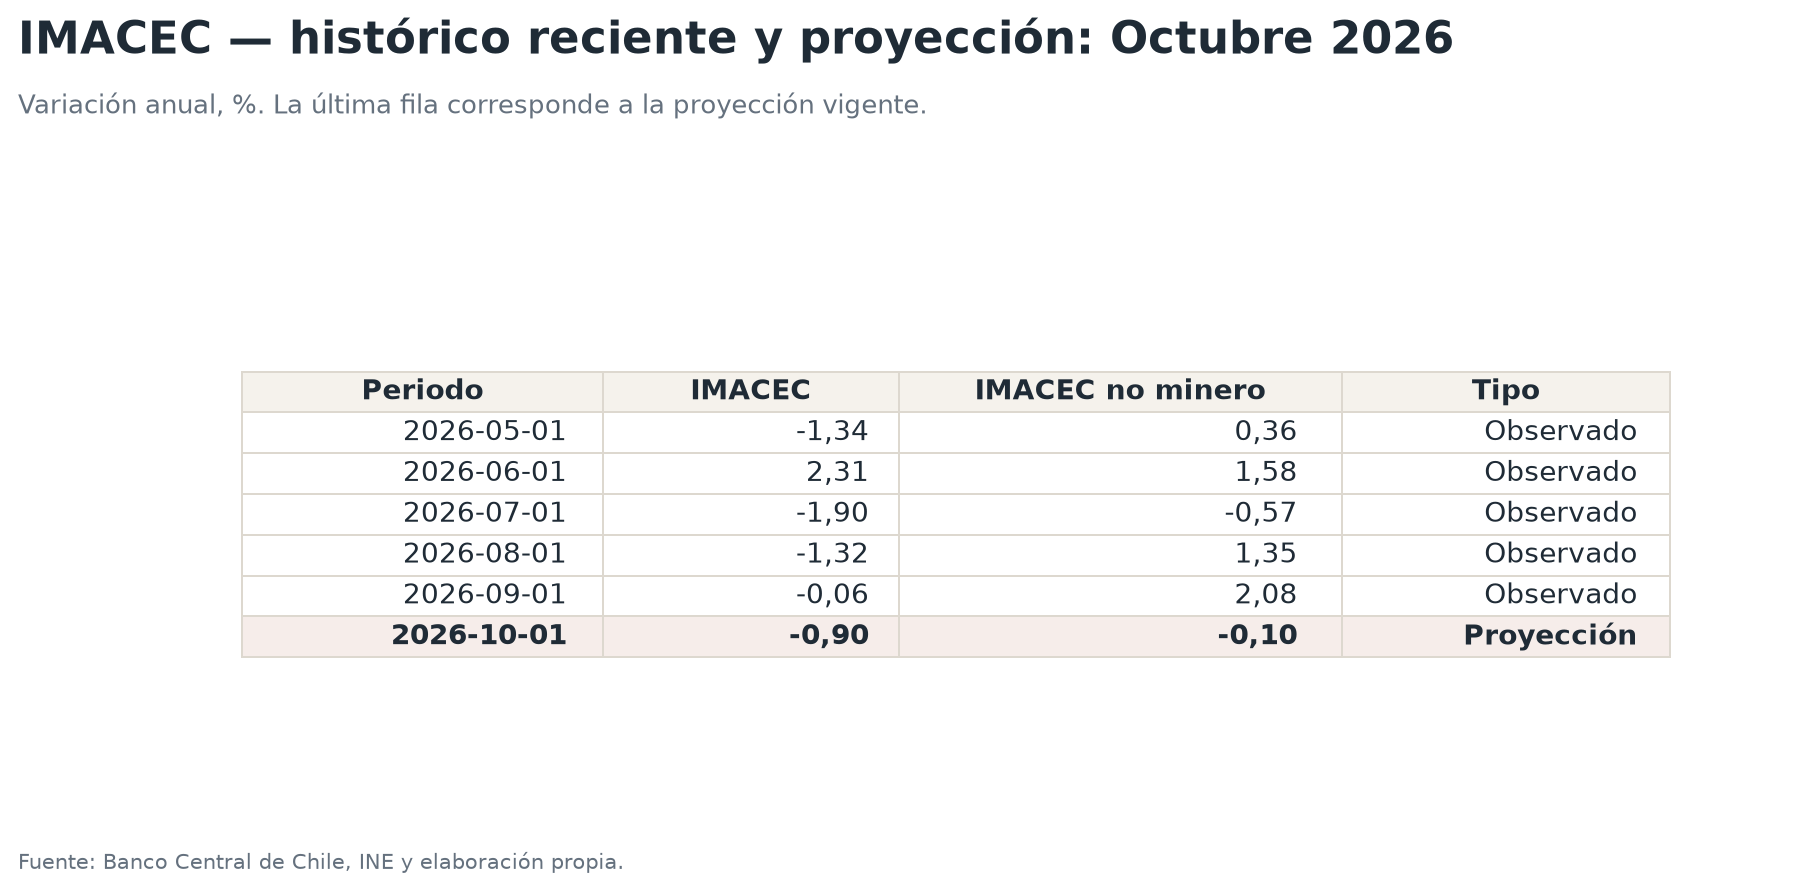 IMACEC — histórico reciente y proyección: Octubre 2026
Variación anual, %. La última fila corresponde a la proyección vigente.
Periodo IMACEC IMACEC no minero Tipo
2026-05-01 -1,34 0,36 Observado
2026-06-01 2,31 1,58 Observado
2026-07-01 -1,90 -0,57 Observado
2026-08-01 -1,32 1,35 Observado
2026-09-01 -0,06 2,08 Observado
2026-10-01 -0,90 -0,10 Proyección
Fuente: Banco Central de Chile, INE y elaboración propia.